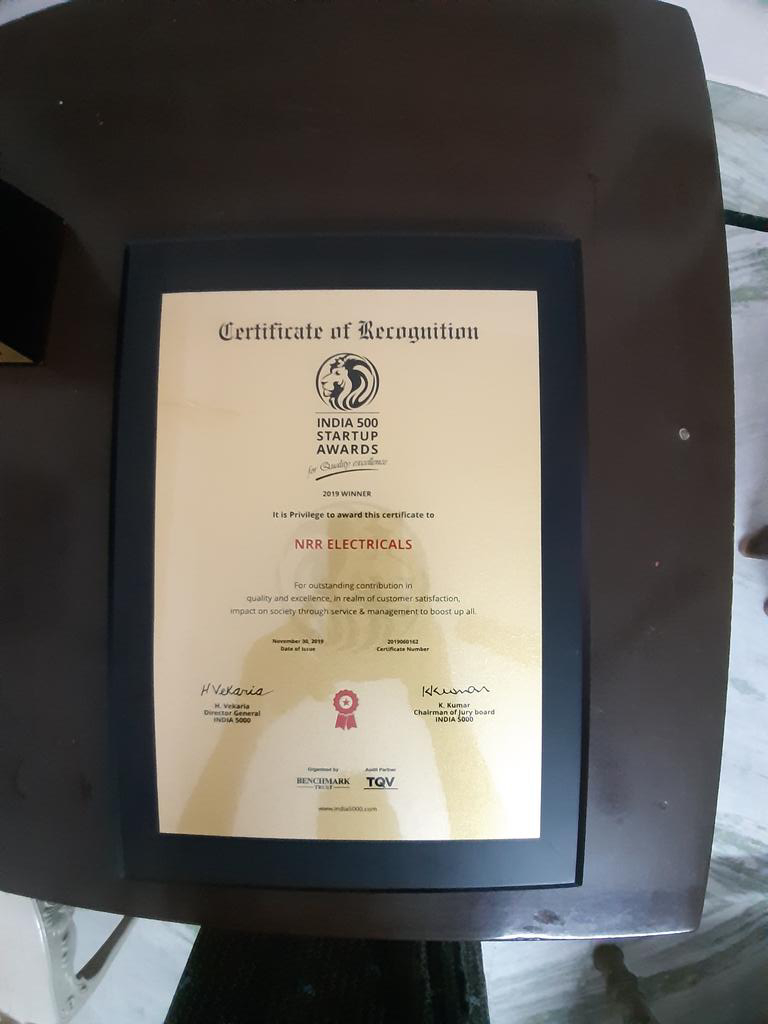 Certificate of Recognition
INDIA 500
STARTUP
AWARDS
for Quality excellence
2019 WINNER
It is Privilege to award this certificate to
NRR ELECTRICALS
For outstanding contribution in
quality and excellence, in realm of customer satisfaction,
impact on society through service & management to boost up all.
November 30, 2019
Date of Issue
2019060162
Certificate Number
H Vekaria
H. Vekaria
Director General
INDIA 5000
KKumar
K. Kumar
Chairman of Jury board
INDIA 5000
Organised by
BENCHMARK
TRUST
Audit Partner
TQV
www.india5000.com